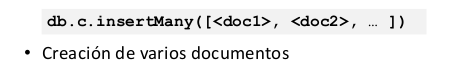 db.c.insertMany([<doc1>, <doc2>, … ])
• Creación de varios documentos